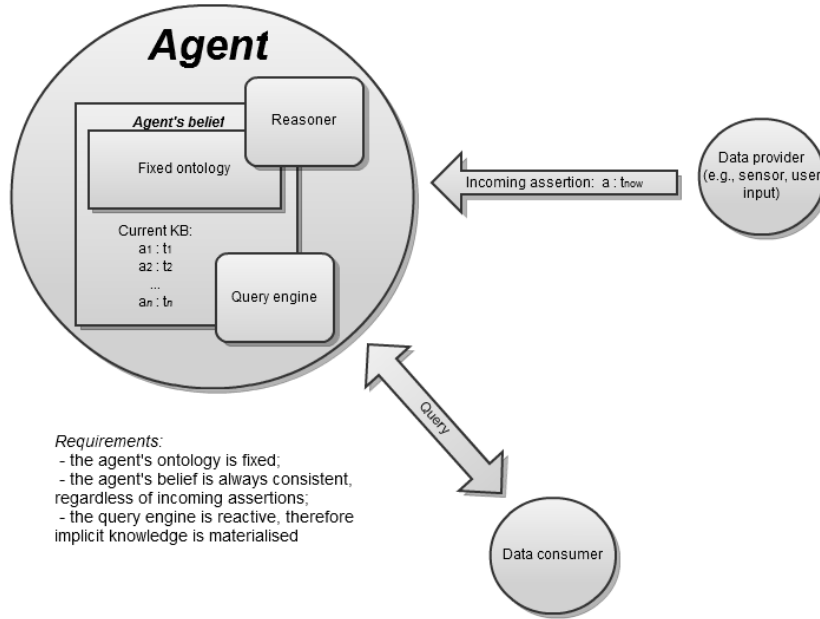 Agent
Agent's belief
Reasoner
Fixed ontology
Current KB:
a1 : t1
a2 : t2
...
an : tn
Query engine
Incoming assertion: a : tnow
Data provider
(e.g., sensor, user
input)
Query
Data consumer
Requirements:
- the agent's ontology is fixed;
- the agent's belief is always consistent,
regardless of incoming assertions;
- the query engine is reactive, therefore
implicit knowledge is materialised